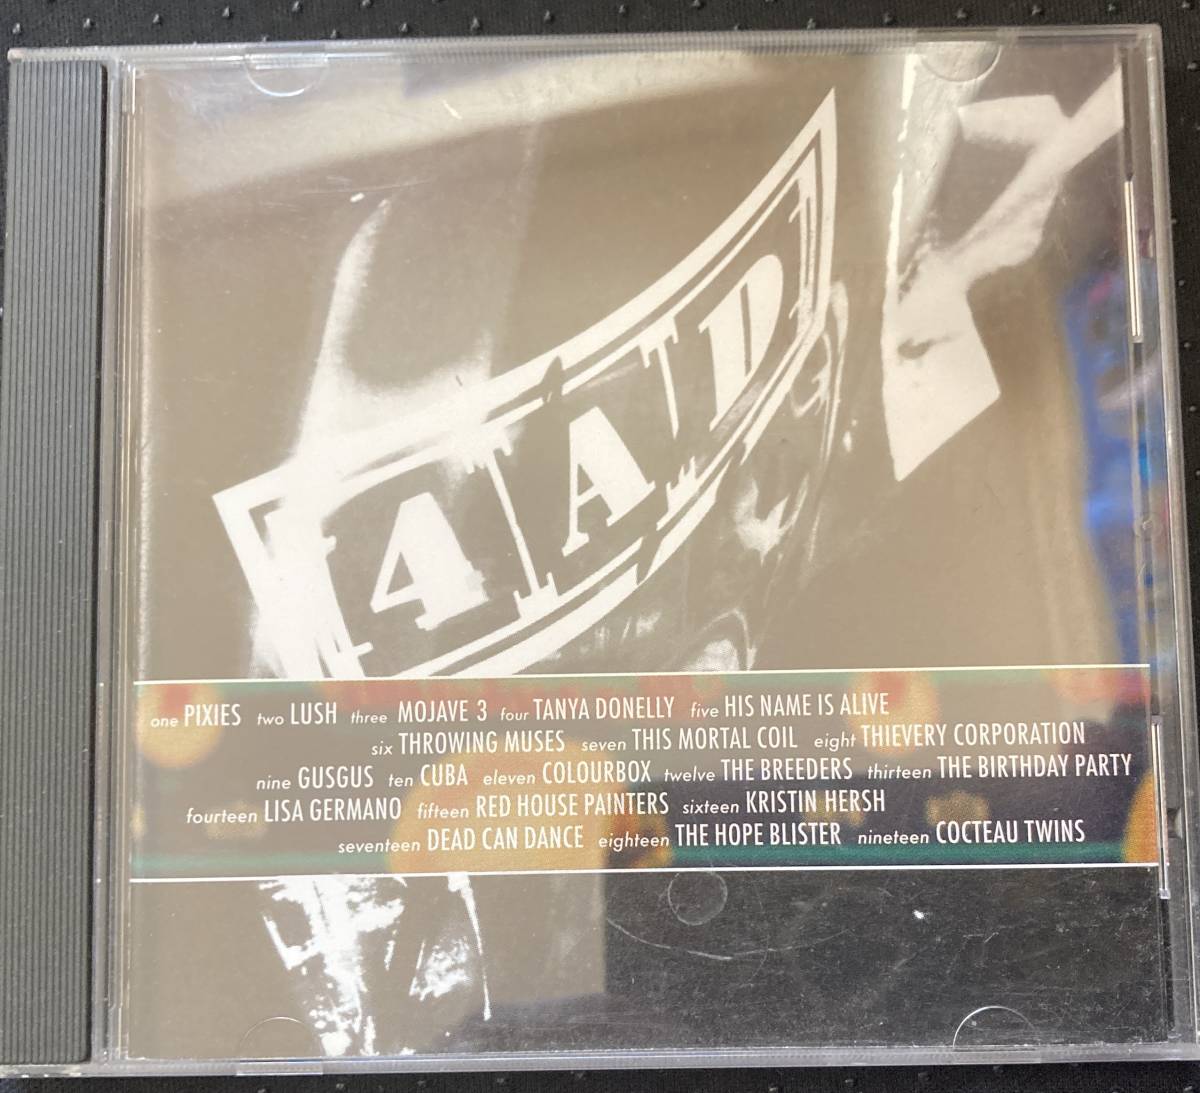 4AD
one PIXIES two LUSH three MOJAVE 3 four TANYA DONELLY five HIS NAME IS ALIVE
six THROWING MUSES seven THIS MORTAL COIL eight THIEVERY CORPORATION
nine GUSGUS ten CUBA eleven COLOURBOX twelve THE BREEDERS thirteen THE BIRTHDAY PARTY
fourteen LISA GERMANO fifteen RED HOUSE PAINTERS sixteen KRISTIN HERSH
seventeen DEAD CAN DANCE eighteen THE HOPE BLISTER nineteen COCTEAU TWINS